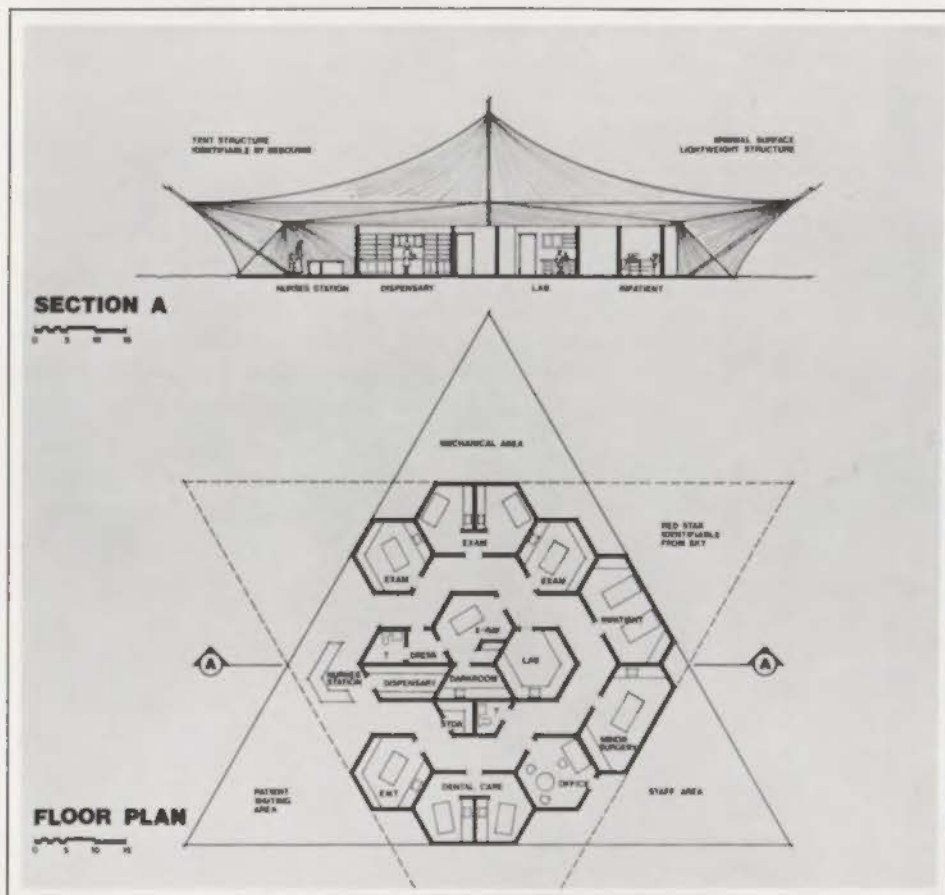 TENT STRUCTURE
IDENTIFIABLE BY BEDOUINS
MINIMAL SURFACE
LIGHTWEIGHT STRUCTURE
NURSES STATION
DISPENSARY
LAB
INPATIENT
SECTION A
0 5 10 15
MECHANICAL AREA
RED STAR
IDENTIFIABLE
FROM SKY
EXAM
EXAM
EXAM
INPATIENT
A
T
DRESS
X-RAY
LAB
A
NURSES
STATION
DISPENSARY
DARKROOM
STOR
T
MINOR
SURGERY
PATIENT
WAITING
AREA
ENT
DENTAL CARE
OFFICE
STAFF AREA
FLOOR PLAN
0 5 10 15